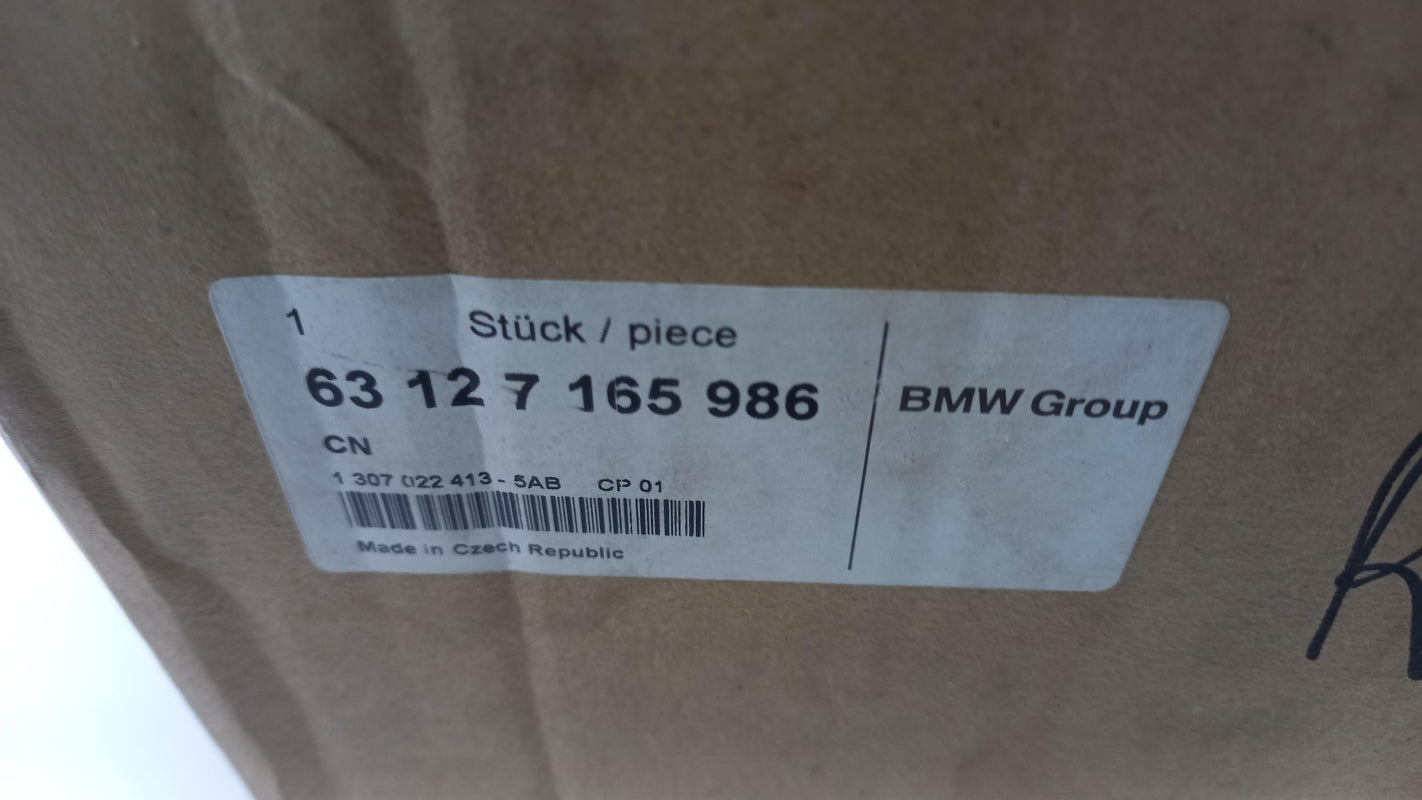 1 Stück / piece
63 12 7 165 986
CN
1 307 022 413 - 5AB CP 01
Made in Czech Republic
BMW Group